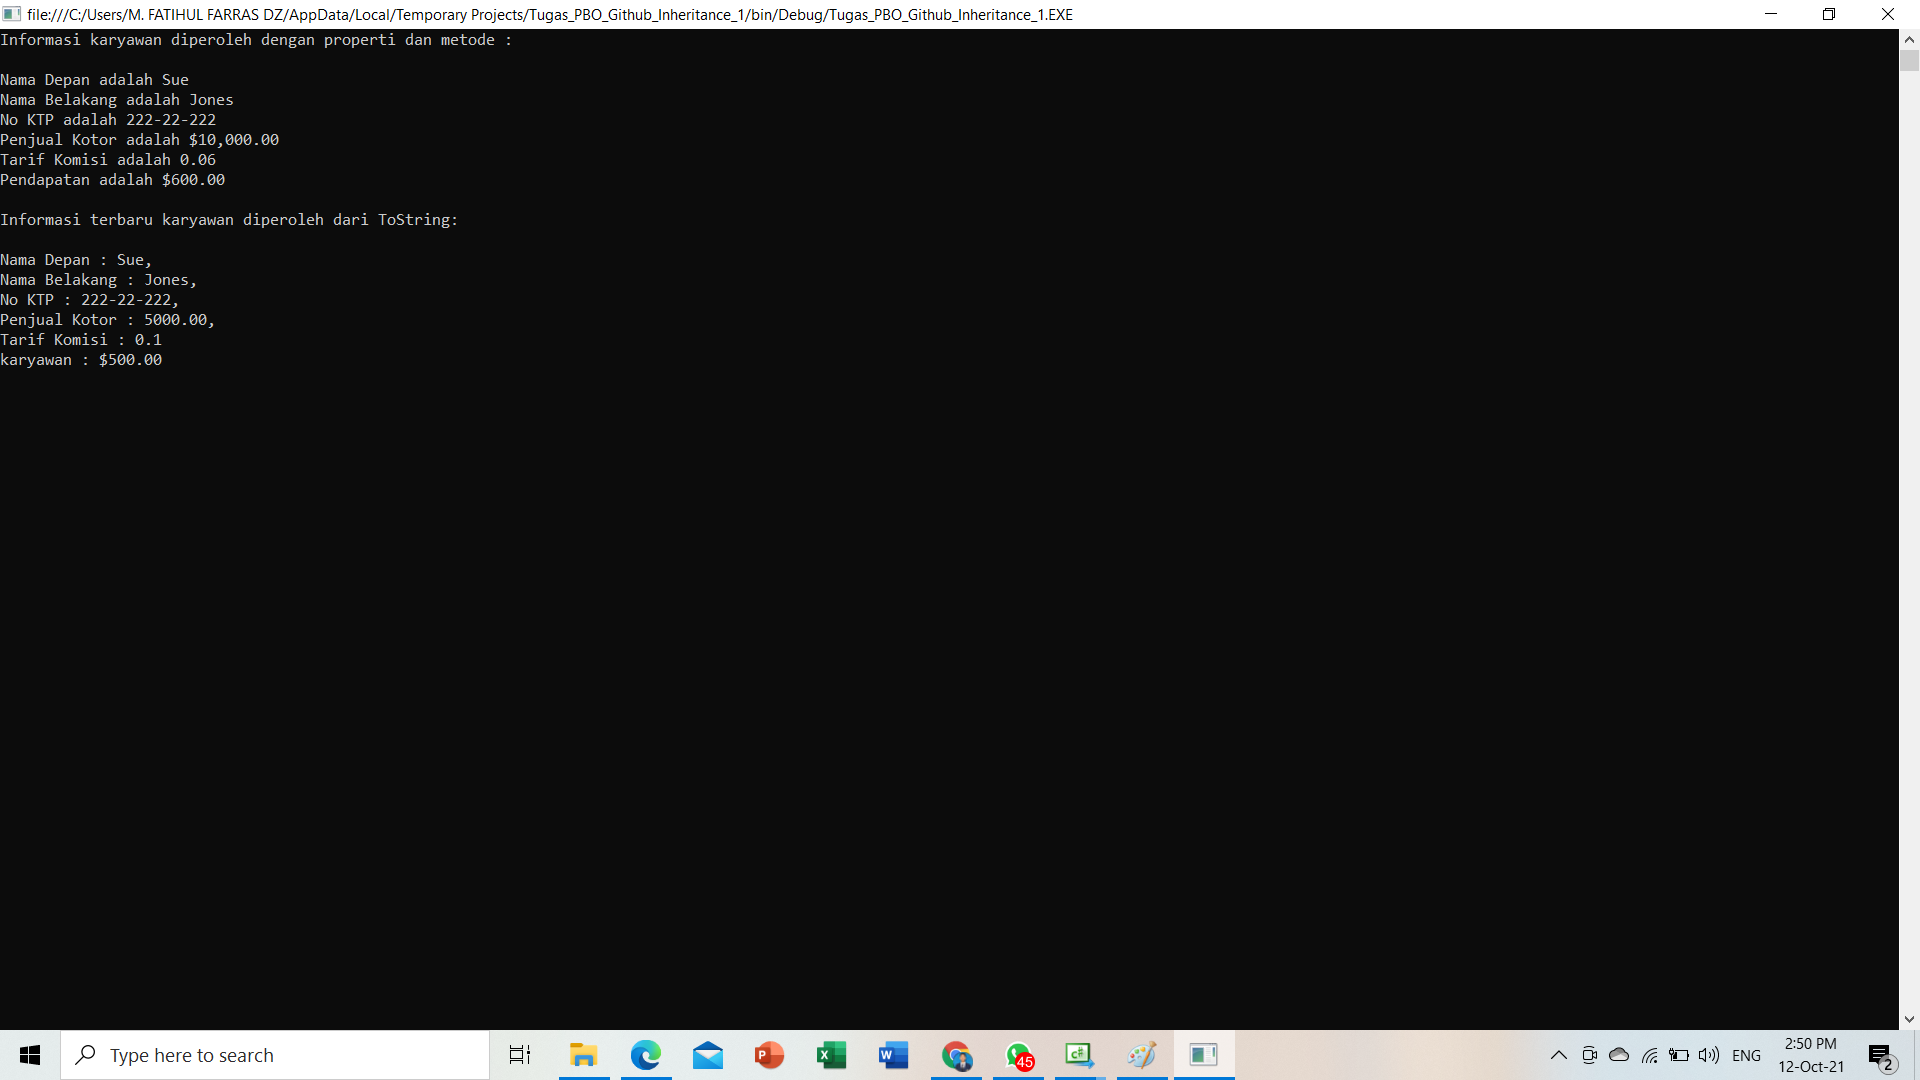 file:///C:/Users/M. FATIHUL FARRAS DZ/AppData/Local/Temporary Projects/Tugas_PBO_Github_Inheritance_1/bin/Debug/Tugas_PBO_Github_Inheritance_1.EXE
Informasi karyawan diperoleh dengan properti dan metode :
Nama Depan adalah Sue
Nama Belakang adalah Jones
No KTP adalah 222-22-222
Penjual Kotor adalah $10,000.00
Tarif Komisi adalah 0.06
Pendapatan adalah $600.00
Informasi terbaru karyawan diperoleh dari ToString:
Nama Depan : Sue,
Nama Belakang : Jones,
No KTP : 222-22-222,
Penjual Kotor : 5000.00,
Tarif Komisi : 0.1
karyawan : $500.00
Type here to search
P
X
W
45
C#
ENG
2:50 PM
12-Oct-21
2